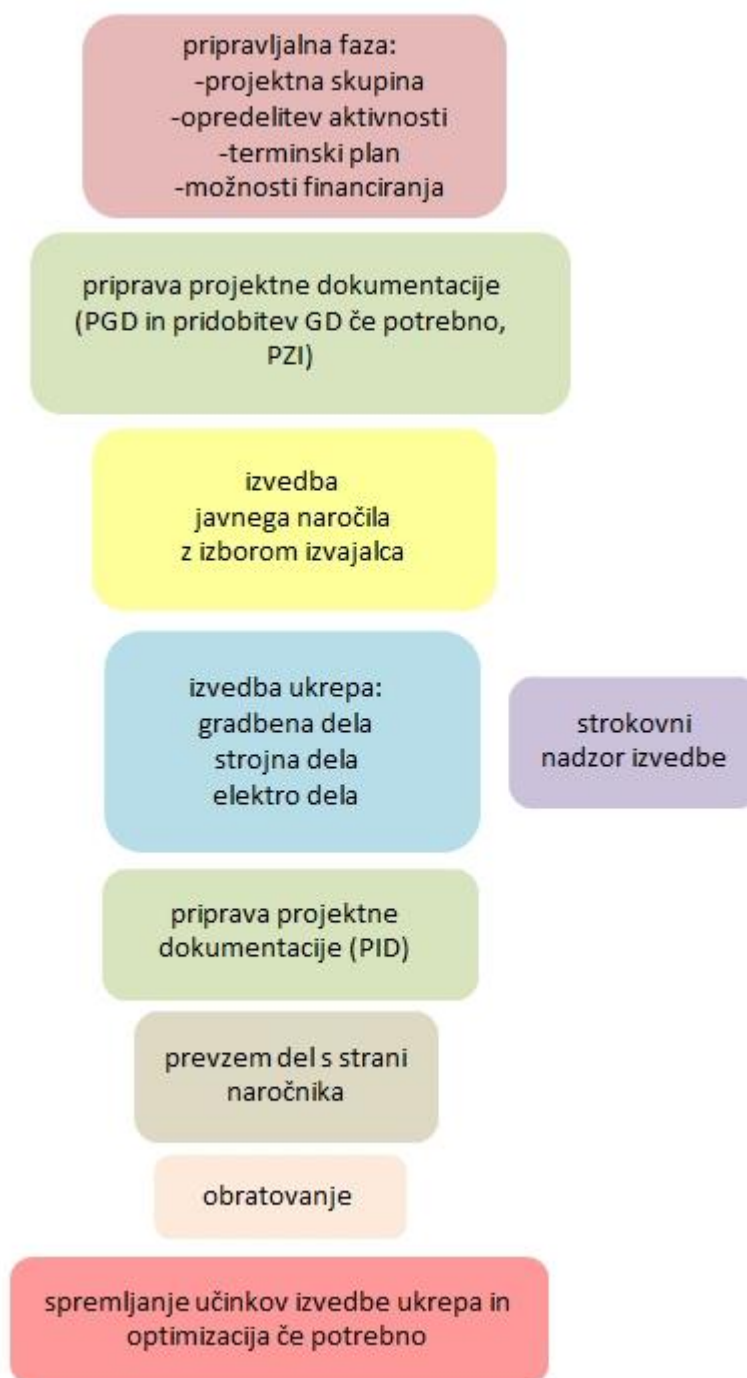 pripravljalna faza:
-projektna skupina
-opredelitev aktivnosti
-terminski plan
-možnosti financiranja
priprava projektne dokumentacije
(PGD in pridobitev GD če potrebno,
PZI)
izvedba
javnega naročila
z izborom izvajalca
izvedba ukrepa:
gradbena dela
strojna dela
elektro dela
strokovni
nadzor izvedbe
priprava projektne
dokumentacije (PID)
prevzem del s strani
naročnika
obratovanje
spremljanje učinkov izvedbe ukrepa in
optimizacija če potrebno